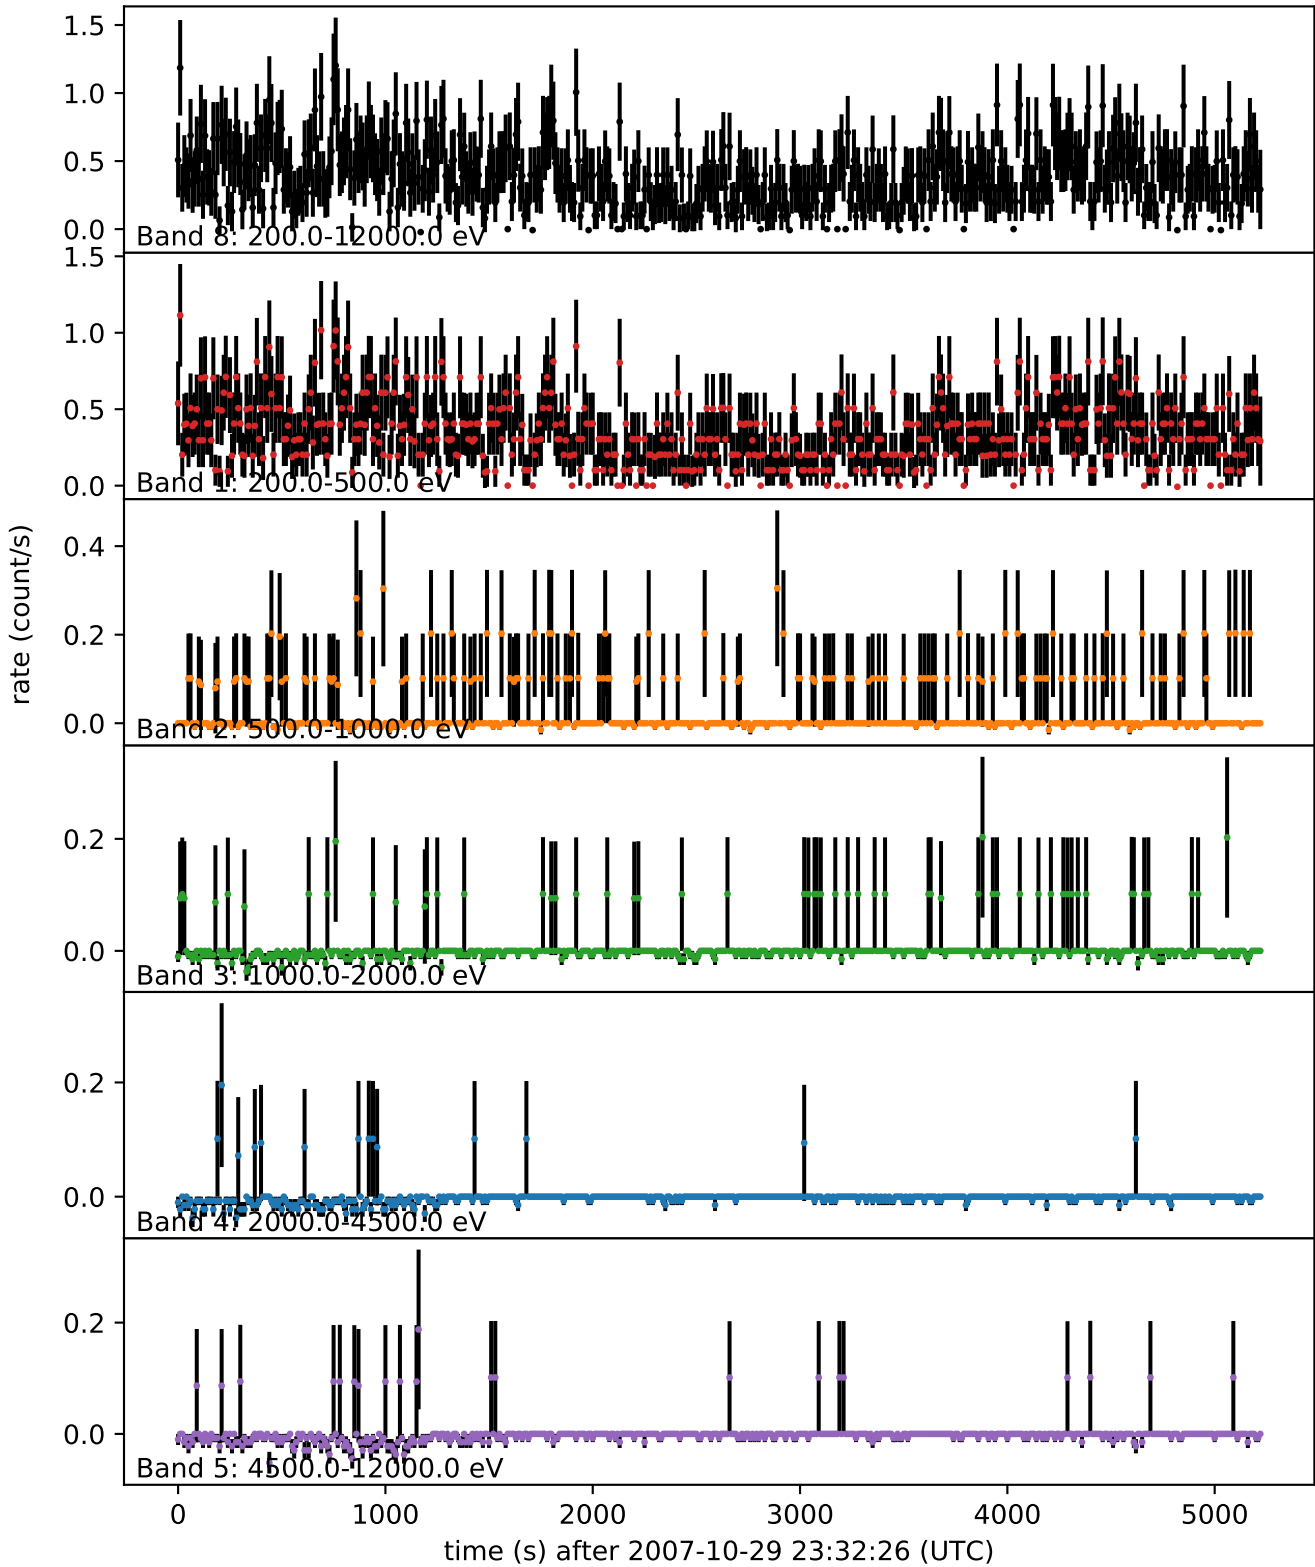 1.5
1.0
0.5
0.0
Band 8: 200.0-12000.0 eV
1.5
1.0
0.5
0.0
Band 1: 200.0-500.0 eV
0.4
0.2
0.0
Band 2: 500.0-1000.0 eV
rate (count/s)
0.2
0.0
Band 3: 1000.0-2000.0 eV
0.2
0.0
Band 4: 2000.0-4500.0 eV
0.2
0.0
Band 5: 4500.0-12000.0 eV
0 1000 2000 3000 4000 5000
time (s) after 2007-10-29 23:32:26 (UTC)